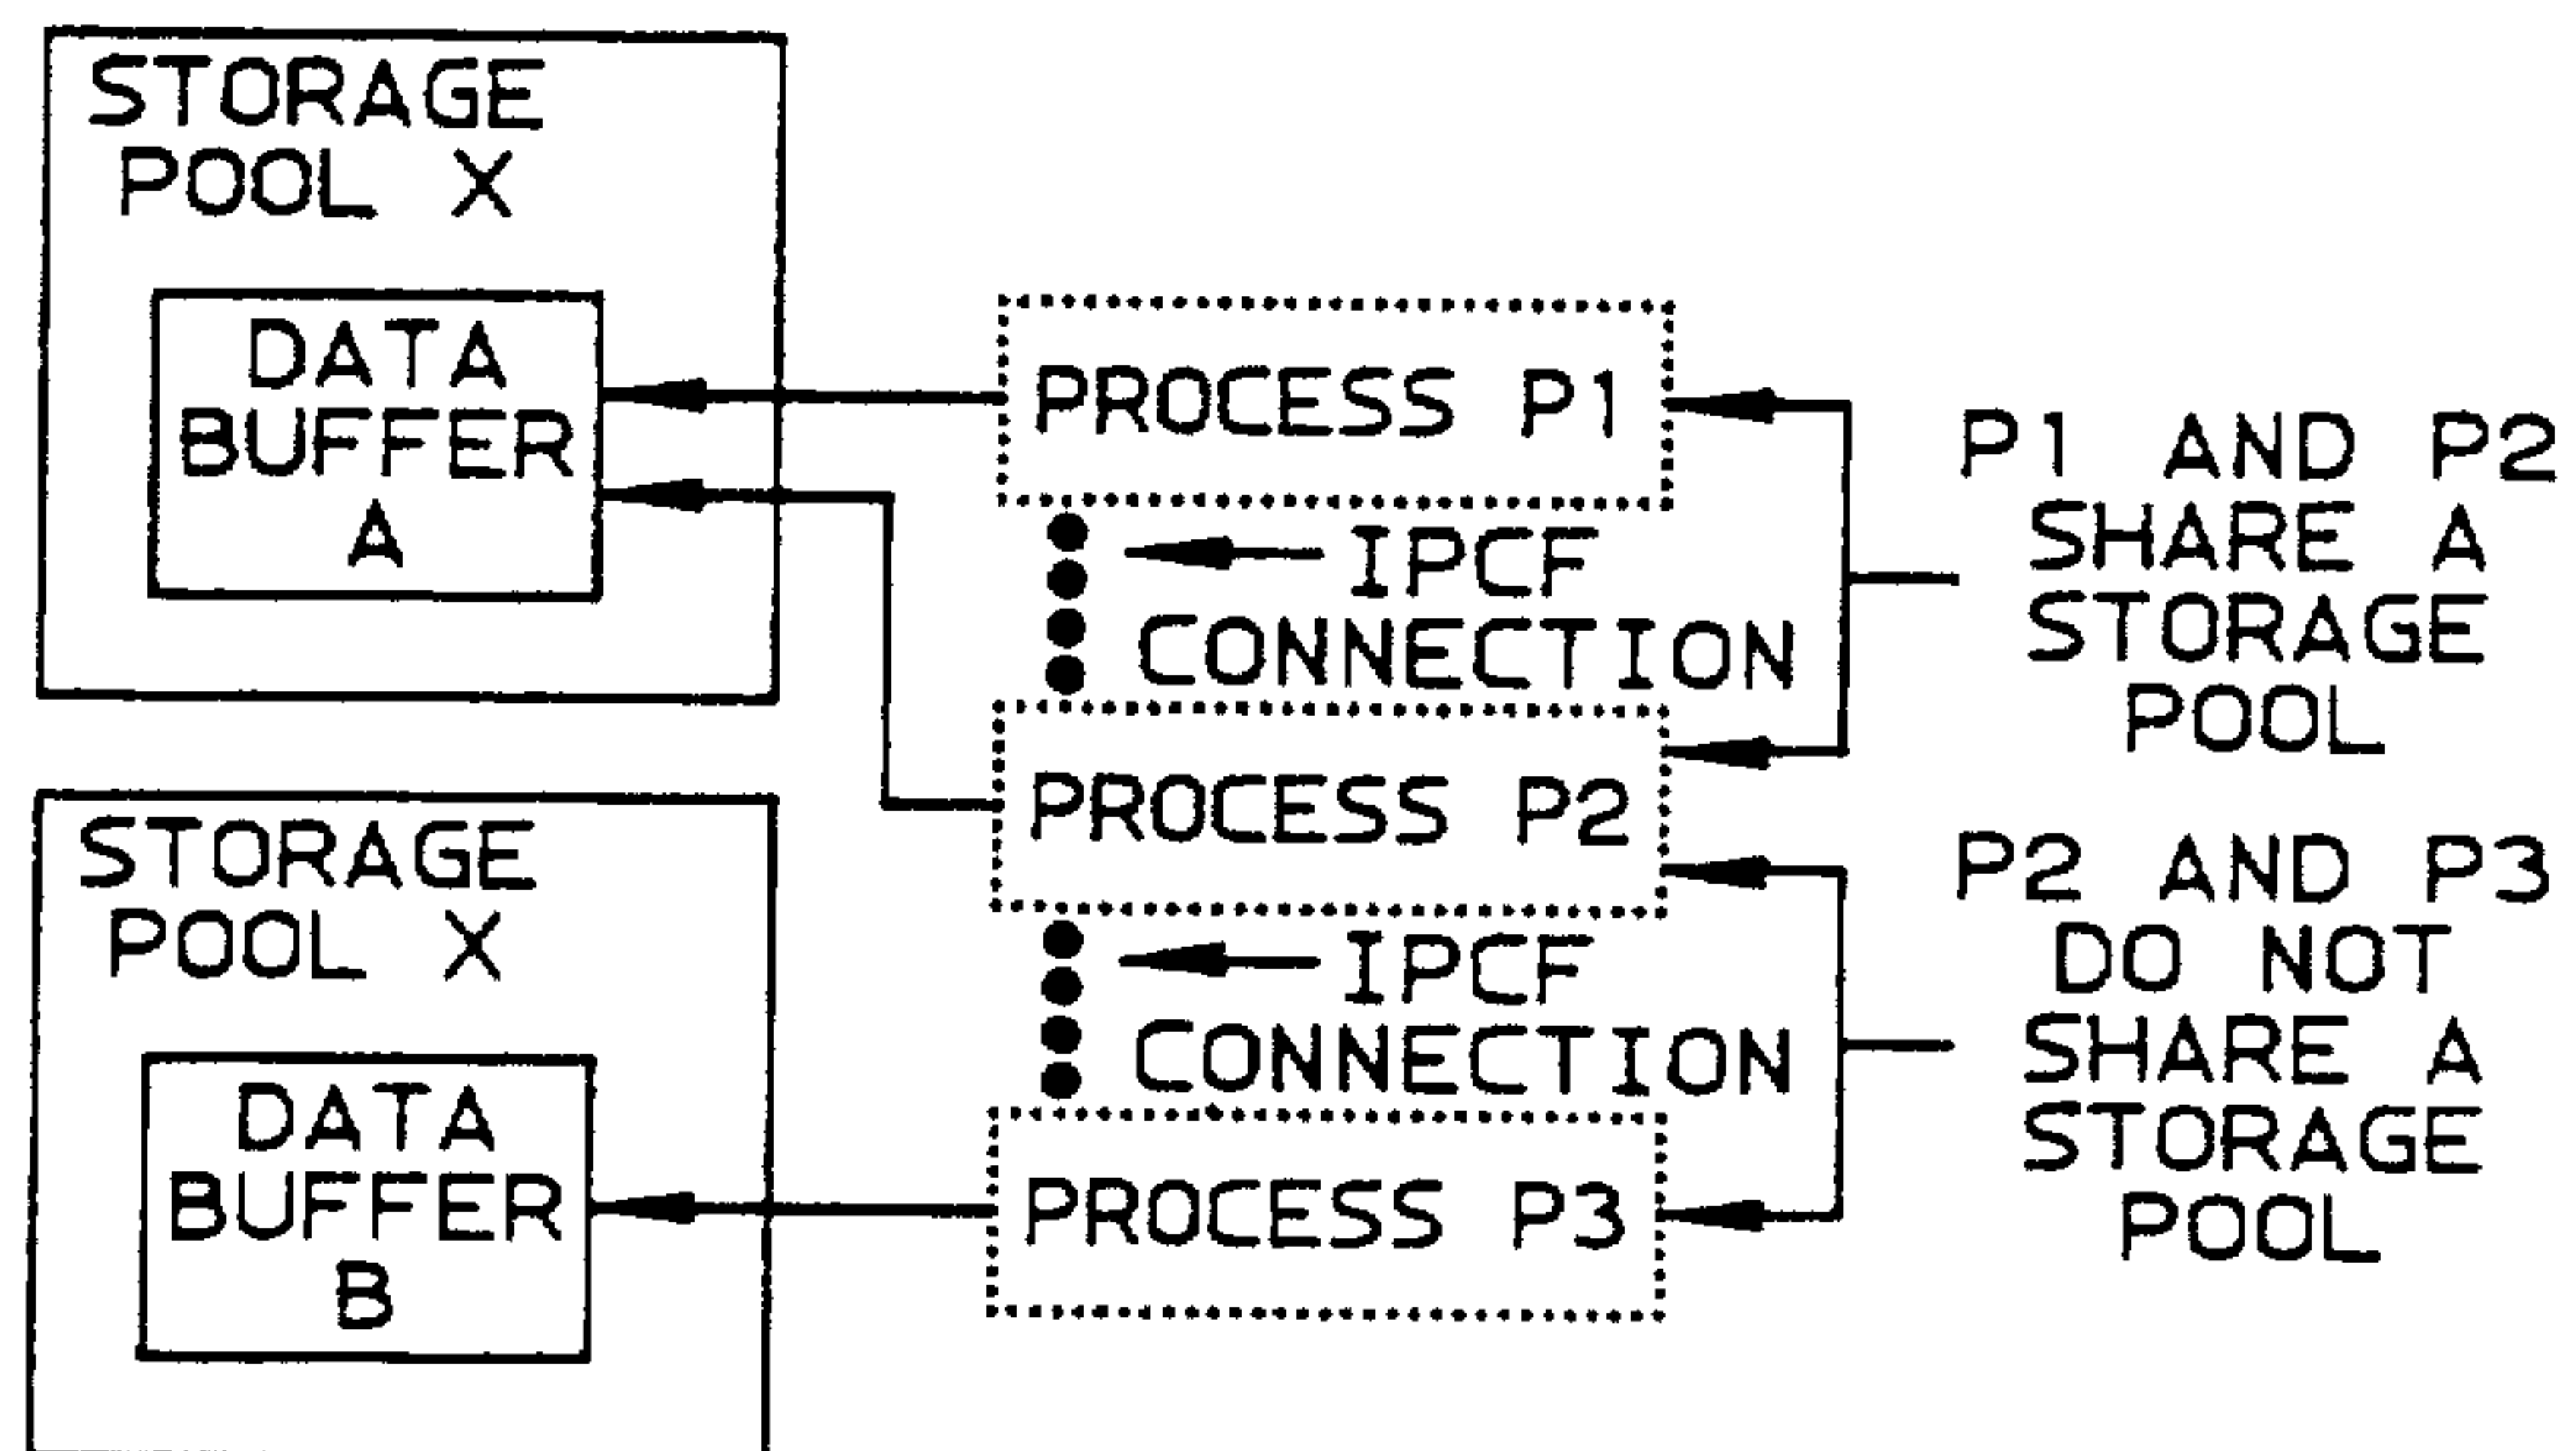 STORAGE
POOL X
DATA
BUFFER
A
PROCESS P1
IPCF
CONNECTION
PROCESS P2
P1 AND P2
SHARE A
STORAGE
POOL
STORAGE
POOL X
DATA
BUFFER
B
IPCF
CONNECTION
PROCESS P3
P2 AND P3
DO NOT
SHARE A
STORAGE
POOL